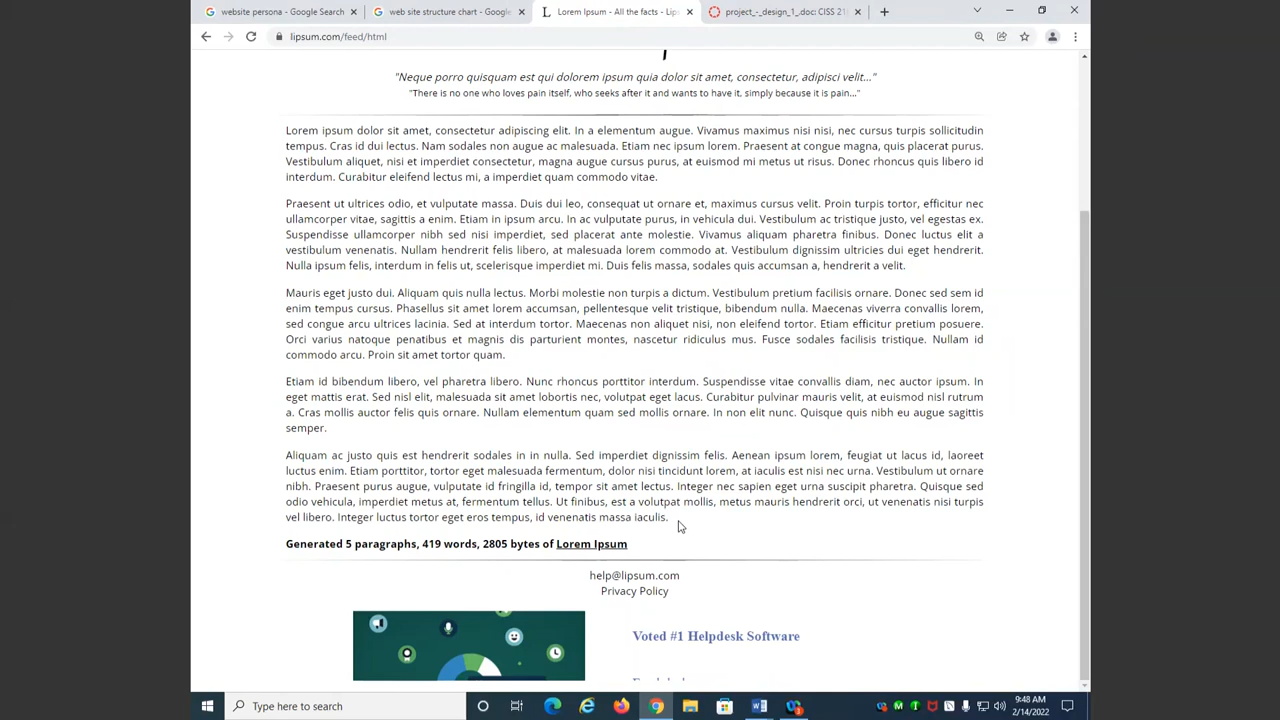 website persona - Google Search
web site structure chart - Google
Lorem Ipsum - All the facts - Lips
project_-_design_1_.doc: CISS 21
lipsum.com/feed/html
"Neque porro quisquam est qui dolorem ipsum quia dolor sit amet, consectetur, adipisci velit..."
"There is no one who loves pain itself, who seeks after it and wants to have it, simply because it is pain..."
Lorem ipsum dolor sit amet, consectetur adipiscing elit. In a elementum augue. Vivamus maximus nisi nisi, nec cursus turpis sollicitudin
tempus. Cras id dui lectus. Nam sodales non augue ac malesuada. Etiam nec ipsum lorem. Praesent at congue magna, quis placerat purus.
Vestibulum aliquet, nisi et imperdiet consectetur, magna augue cursus purus, at euismod mi metus ut risus. Donec rhoncus quis libero id
interdum. Curabitur eleifend lectus mi, a imperdiet quam commodo vitae.
Praesent ut ultrices odio, et vulputate massa. Duis dui leo, consequat ut ornare et, maximus cursus velit. Proin turpis tortor, efficitur nec
ullamcorper vitae, sagittis a enim. Etiam in ipsum arcu. In ac vulputate purus, in vehicula dui. Vestibulum ac tristique justo, vel egestas ex.
Suspendisse ullamcorper nibh sed nisi imperdiet, sed placerat ante molestie. Vivamus aliquam pharetra finibus. Donec luctus elit a
vestibulum venenatis. Nullam hendrerit felis libero, at malesuada lorem commodo at. Vestibulum dignissim ultricies dui eget hendrerit.
Nulla ipsum felis, interdum in felis ut, scelerisque imperdiet mi. Duis felis massa, sodales quis accumsan a, hendrerit a velit.
Mauris eget justo dui. Aliquam quis nulla lectus. Morbi molestie non turpis a dictum. Vestibulum pretium facilisis ornare. Donec sed sem id
enim tempus cursus. Phasellus sit amet lorem accumsan, pellentesque velit tristique, bibendum nulla. Maecenas viverra convallis lorem,
sed congue arcu ultrices lacinia. Sed at interdum tortor. Maecenas non aliquet nisi, non eleifend tortor. Etiam efficitur pretium posuere.
Orci varius natoque penatibus et magnis dis parturient montes, nascetur ridiculus mus. Fusce sodales facilisis tristique. Nullam id
commodo arcu. Proin sit amet tortor quam.
Etiam id bibendum libero, vel pharetra libero. Nunc rhoncus porttitor interdum. Suspendisse vitae convallis diam, nec auctor ipsum. In
eget mattis erat. Sed nisl elit, malesuada sit amet lobortis nec, volutpat eget lacus. Curabitur pulvinar mauris velit, at euismod nisl rutrum
a. Cras mollis auctor felis quis ornare. Nullam elementum quam sed mollis ornare. In non elit nunc. Quisque quis nibh eu augue sagittis
semper.
Aliquam ac justo quis est hendrerit sodales in in nulla. Sed imperdiet dignissim felis. Aenean ipsum lorem, feugiat ut lacus id, laoreet
luctus enim. Etiam porttitor, tortor eget malesuada fermentum, dolor nisi tincidunt lorem, at iaculis est nisi nec urna. Vestibulum ut ornare
nibh. Praesent purus augue, vulputate id fringilla id, tempor sit amet lectus. Integer nec sapien eget urna suscipit pharetra. Quisque sed
odio vehicula, imperdiet metus at, fermentum tellus. Ut finibus, est a volutpat mollis, metus mauris hendrerit orci, ut venenatis nisi turpis
vel libero. Integer luctus tortor eget eros tempus, id venenatis massa iaculis.
Generated 5 paragraphs, 419 words, 2805 bytes of Lorem Ipsum
help@lipsum.com
Privacy Policy
Voted #1 Helpdesk Software
Type here to search
9:48 AM
2/14/2022